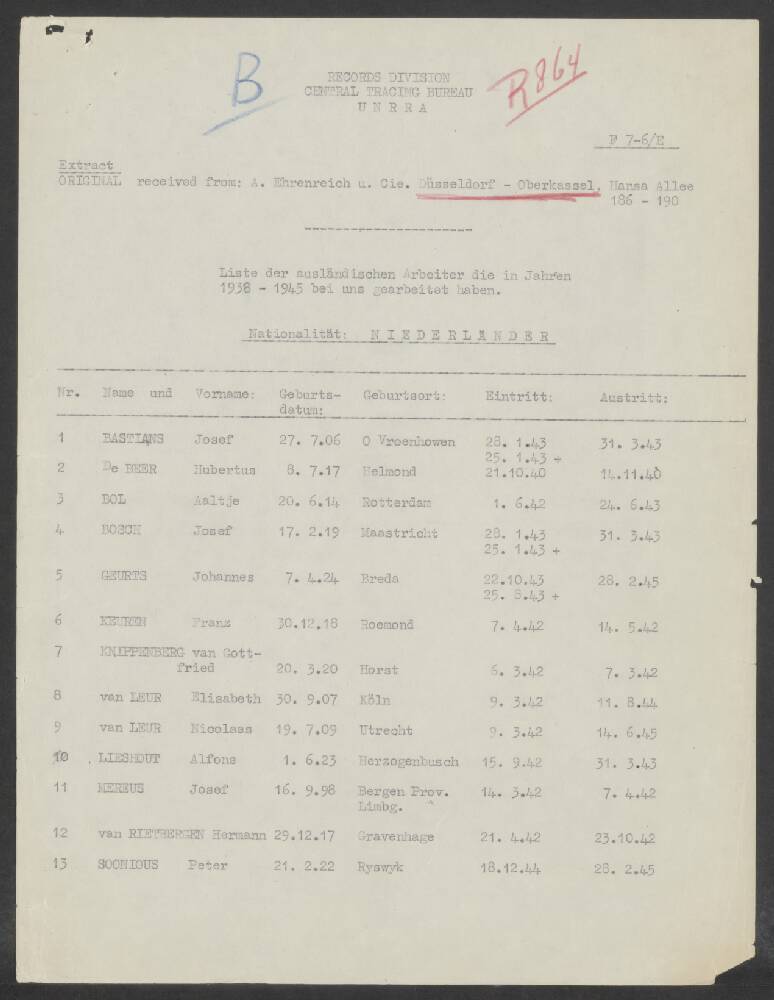 B
R864
RECORDS DIVISION
CENTRAL TRACING BUREAU
U N R R A
F 7-6/E
Extract
ORIGINAL received from: A. Ehrenreich u. Cie. Düsseldorf - Oberkassel, Hansa Allee
186 - 190
Liste der ausländischen Arbeiter die in Jahren
1938 - 1945 bei uns gearbeitet haben.
Nationalität: N I E D E R L Ä N D E R
Nr. Name und Vorname: Geburts- Geburtsort: Eintritt: Austritt:
datum:
1 BASTIANS Josef 27. 7.06 O Vroenhowen 28. 1.43 31. 3.43
25. 1.43 +
2 De BEER Hubertus 8. 7.17 Helmond 21.10.40 14.11.40
3 BOL Aaltje 20. 6.14 Rotterdam 1. 6.42 24. 6.43
4 BOSCH Josef 17. 2.19 Maastricht 28. 1.43 31. 3.43
25. 1.43 +
5 GEURTS Johannes 7. 4.24 Breda 22.10.43 28. 2.45
25. 8.43 +
6 KEUREN Franz 30.12.18 Roemond 7. 4.42 14. 5.42
7 KNIPPENBERG van Gott-
fried 20. 3.20 Horst 6. 3.42 7. 3.42
8 van LEUR Elisabeth 30. 9.07 Köln 9. 3.42 11. 8.44
9 van LEUR Nicolaas 19. 7.09 Utrecht 9. 3.42 14. 6.45
10 LIESHOUT Alfons 1. 6.23 Herzogenbusch 15. 9.42 31. 3.43
11 MEREUS Josef 16. 9.98 Bergen Prov. 14. 3.42 7. 4.42
Limbg.
12 van RIETBERGEN Hermann 29.12.17 Gravenhage 21. 4.42 23.10.42
13 SOONIOUS Peter 21. 2.22 Ryswyk 18.12.44 28. 2.45